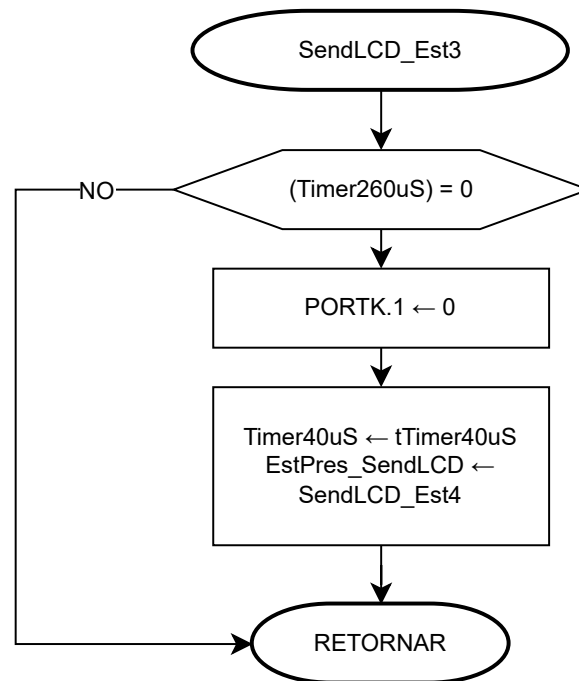 SendLCD_Est3
(Timer260uS) = 0
NO
PORTK.1 ← 0
Timer40uS ← tTimer40uS
EstPres_SendLCD ←
SendLCD_Est4
RETORNAR